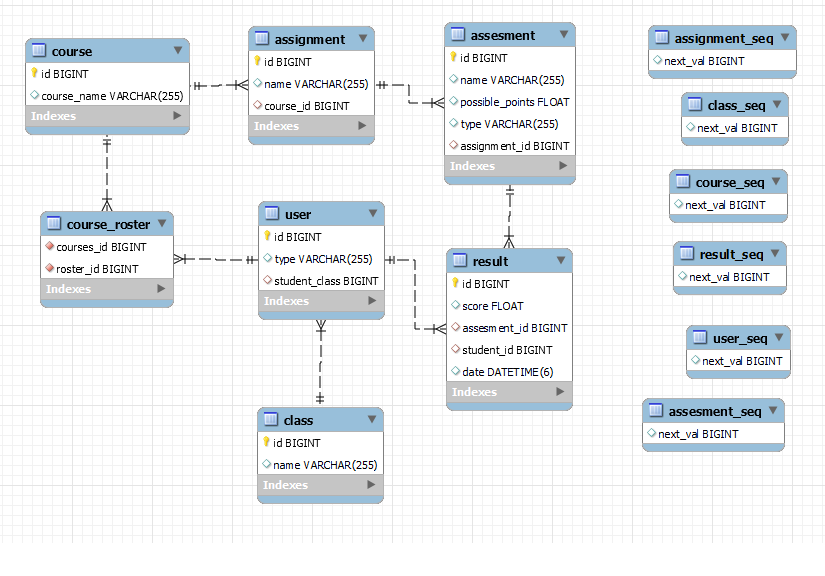 course
id BIGINT
course_name VARCHAR(255)
Indexes
assignment
id BIGINT
name VARCHAR(255)
course_id BIGINT
Indexes
assesment
id BIGINT
name VARCHAR(255)
possible_points FLOAT
type VARCHAR(255)
assignment_id BIGINT
Indexes
assignment_seq
next_val BIGINT
class_seq
next_val BIGINT
course_seq
next_val BIGINT
result_seq
next_val BIGINT
user_seq
next_val BIGINT
assesment_seq
next_val BIGINT
course_roster
courses_id BIGINT
roster_id BIGINT
Indexes
user
id BIGINT
type VARCHAR(255)
student_class BIGINT
Indexes
result
id BIGINT
score FLOAT
assesment_id BIGINT
student_id BIGINT
date DATETIME(6)
Indexes
class
id BIGINT
name VARCHAR(255)
Indexes